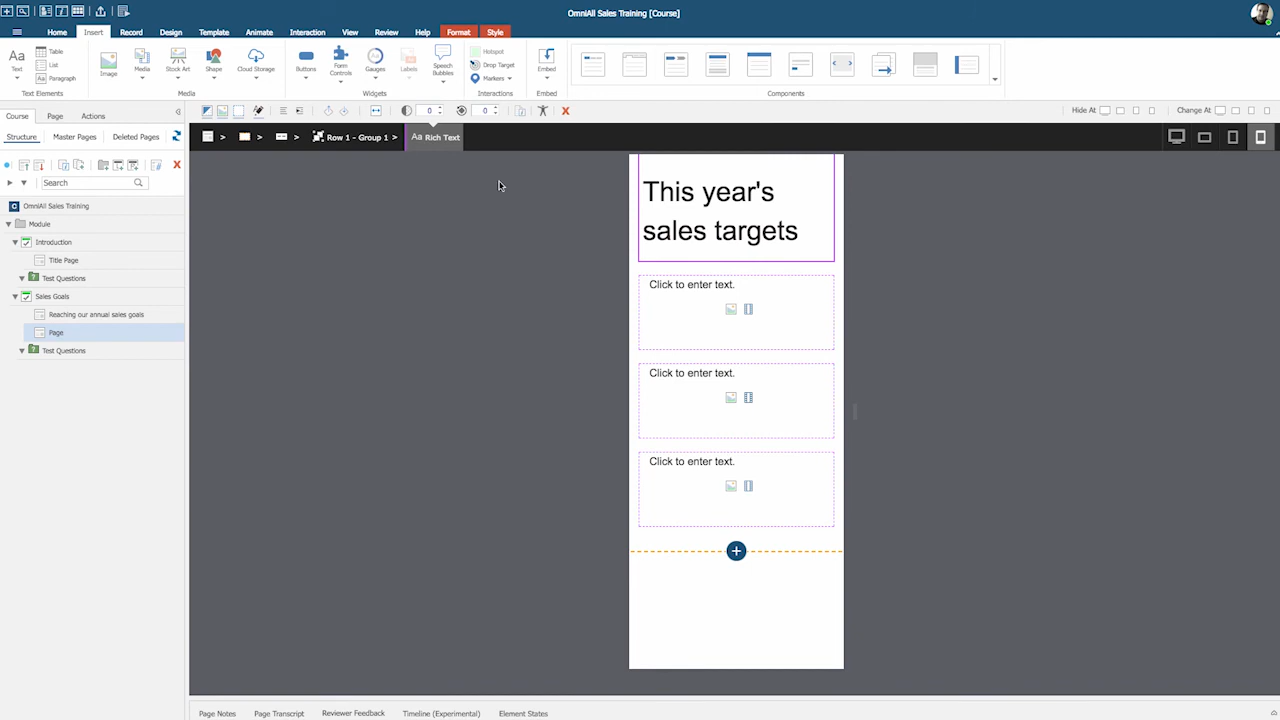 OmniAll Sales Training [Course]
Home Insert Record Design Template Animate Interaction View Review Help Format Style
Text
Table
List
Paragraph
Text Elements
Image
Media
Stock Art
Shape
Cloud Storage
Media
Buttons
Form Controls
Gauges
Labels
Speech Bubbles
Widgets
Hotspot
Drop Target
Markers
Interactions
Embed
Embed
Components
Course Page Actions
0 0
Hide At
Change At
Structure Master Pages Deleted Pages
> > > Row 1 - Group 1 > Aa Rich Text
Search
OmniAll Sales Training
Module
Introduction
Title Page
Test Questions
Sales Goals
Reaching our annual sales goals
Page
Test Questions
This year's
sales targets
Click to enter text.
Click to enter text.
Click to enter text.
Page Notes Page Transcript Reviewer Feedback Timeline (Experimental) Element States